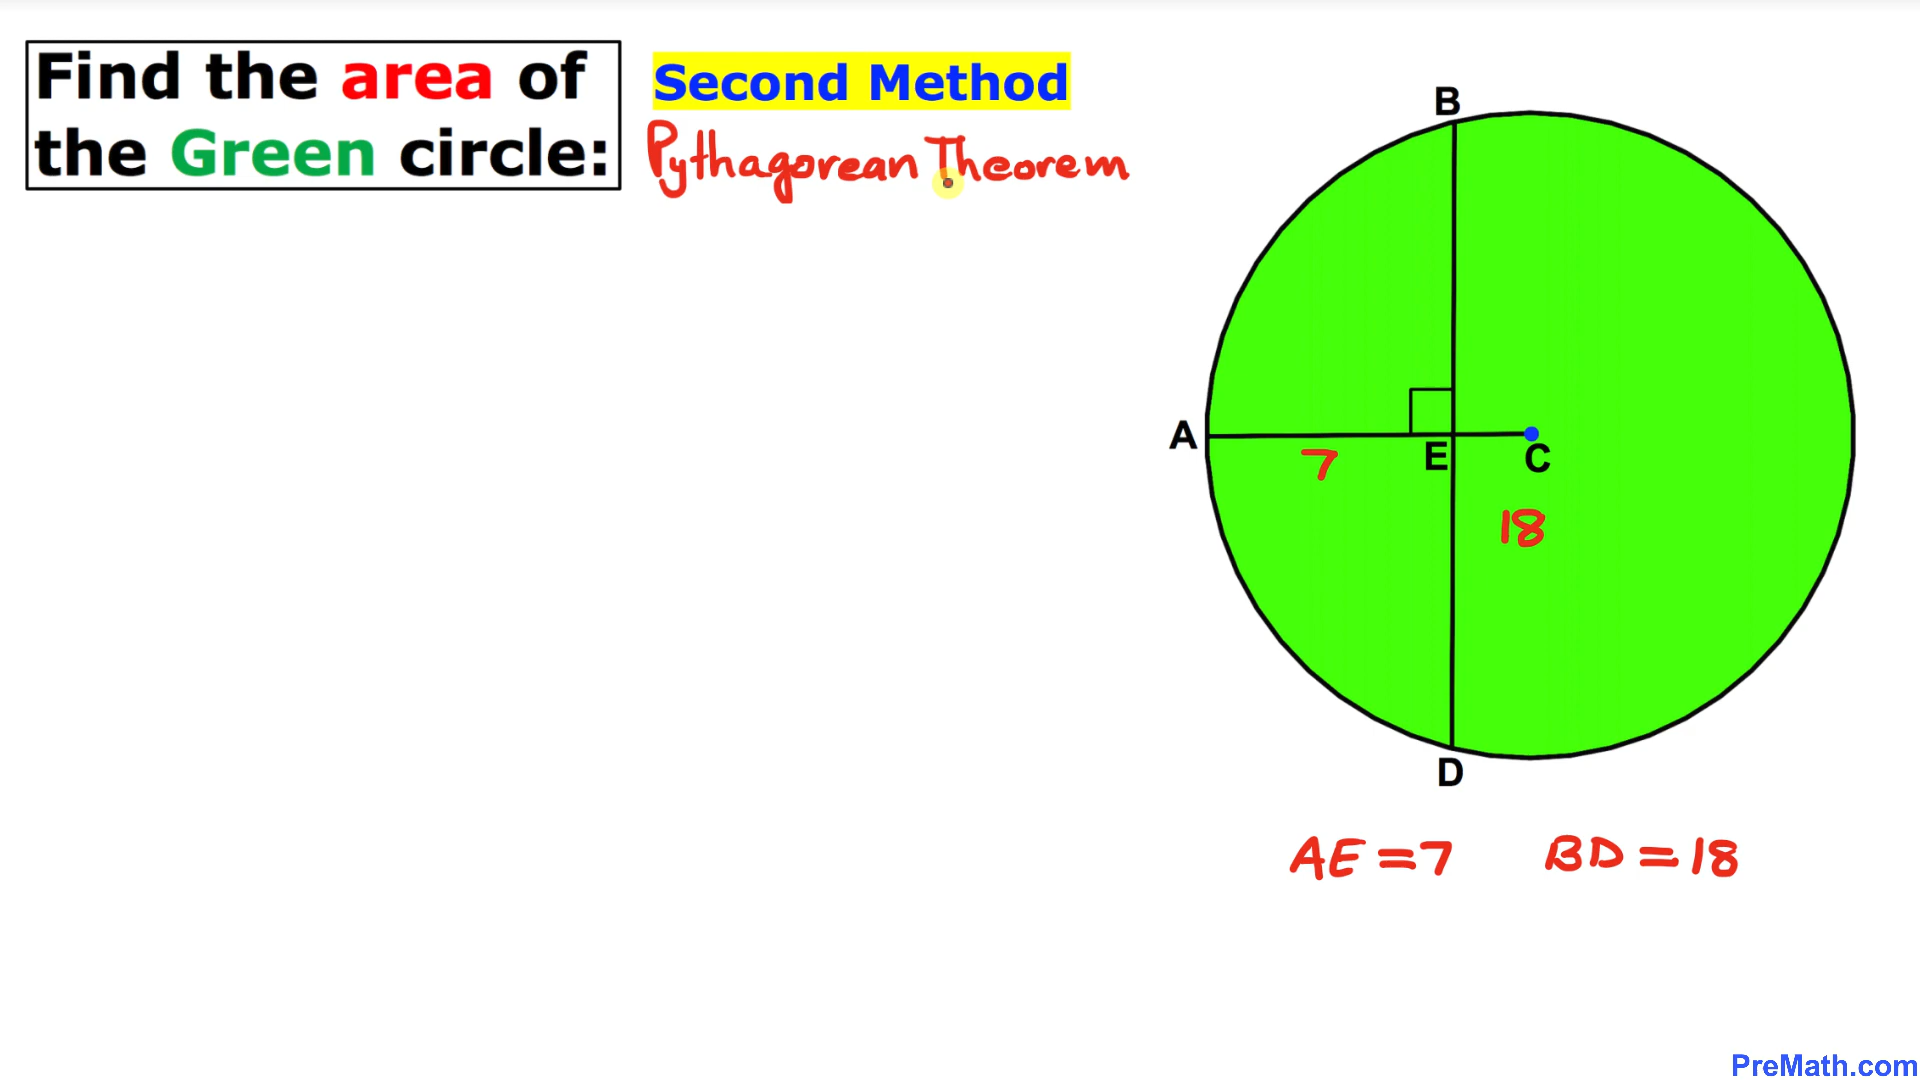 Find the area of
the Green circle:
Second Method
Pythagorean Theorem
B
A
E
C
7
18
D
AE = 7 BD = 18
PreMath.com